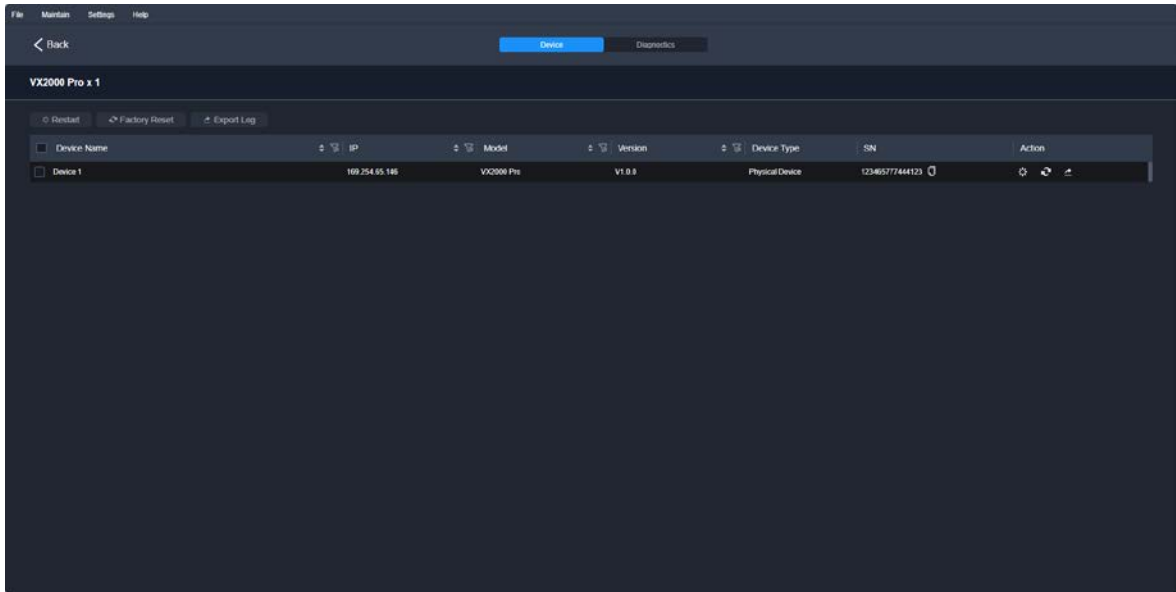 File Maintain Settings Help
Back Device Diagnostics
VX2000 Pro x 1
Restart Factory Reset Export Log
Device Name IP Model Version Device Type SN Action
Device 1 169.254.65.146 VX2000 Pro V1.0.0 Physical Device 123465777444123